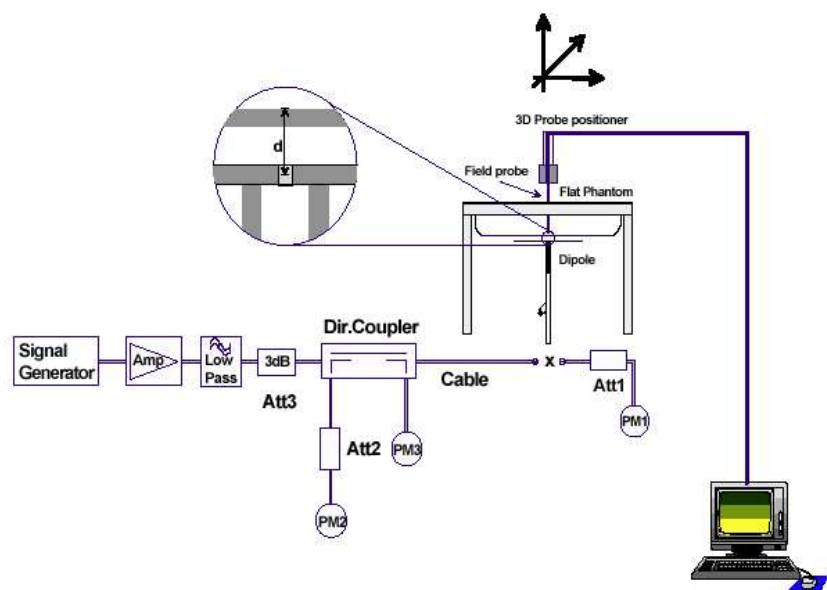 3D Probe positioner
d
Field probe
Flat Phantom
Dipole
Dir.Coupler
Signal
Generator
Amp
Low
Pass
3dB
Att3
Cable
x
Att1
PM1
Att2
PM3
PM2